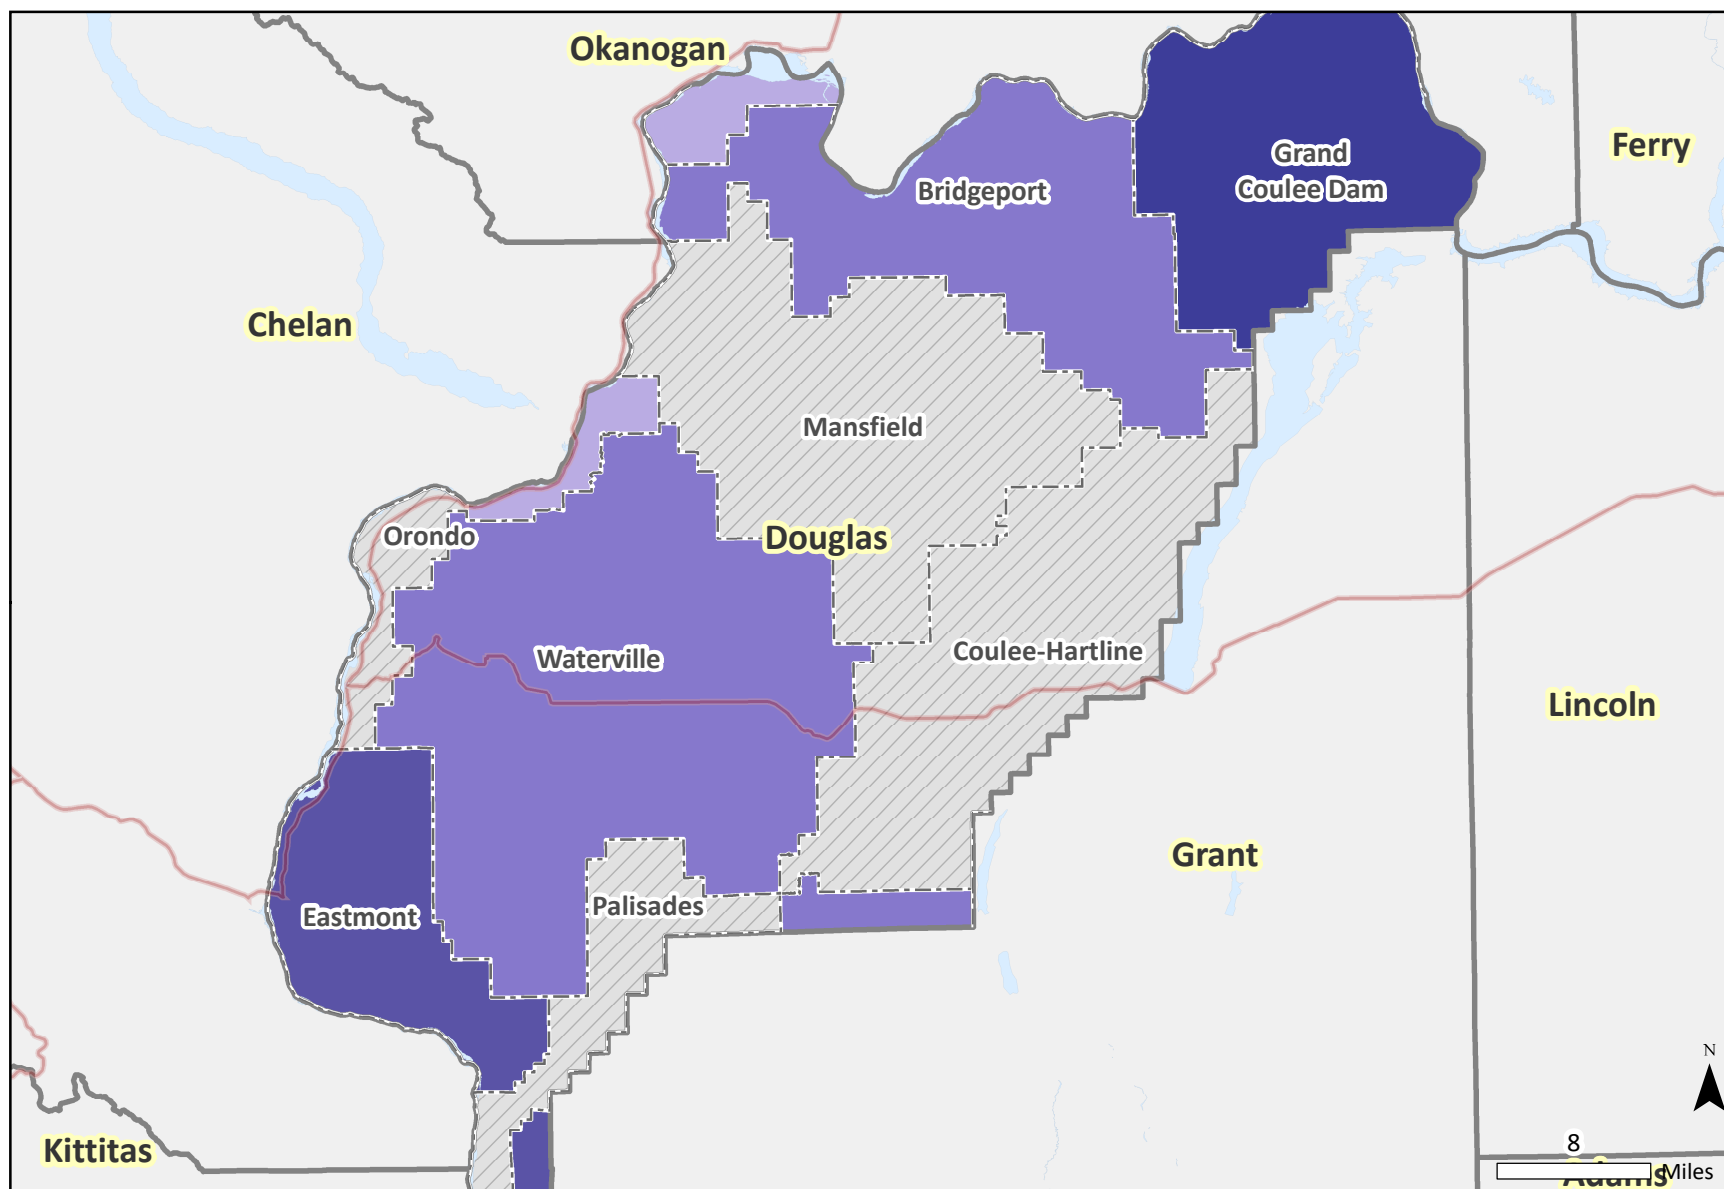 Okanogan
Ferry
Grand
Coulee Dam
Bridgeport
Chelan
Mansfield
Orondo
Douglas
Waterville
Coulee-Hartline
Lincoln
Grant
Palisades
Eastmont
N
Kittitas
8
Miles
Adams